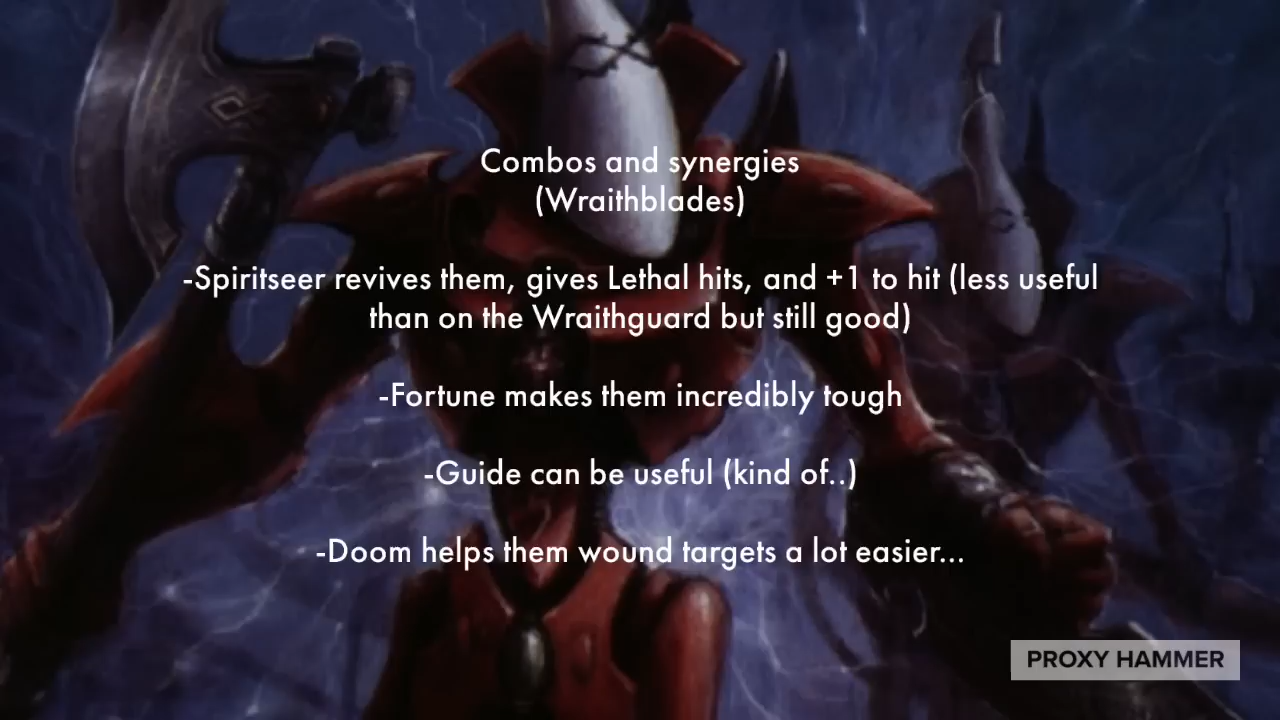 Combos and synergies
(Wraithblades)
-Spiritseer revives them, gives Lethal hits, and +1 to hit (less useful
than on the Wraithguard but still good)
-Fortune makes them incredibly tough
-Guide can be useful (kind of..)
-Doom helps them wound targets a lot easier...
PROXY HAMMER